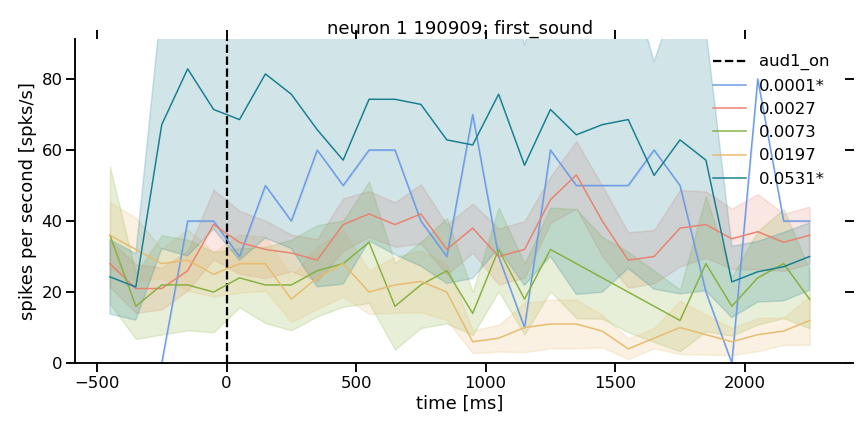 neuron 1 190909: first_sound
aud1_on
0.0001*
0.0027
0.0073
0.0197
0.0531*
spikes per second [spks/s]
80
60
40
20
0
−500 0 500 1000 1500 2000
time [ms]